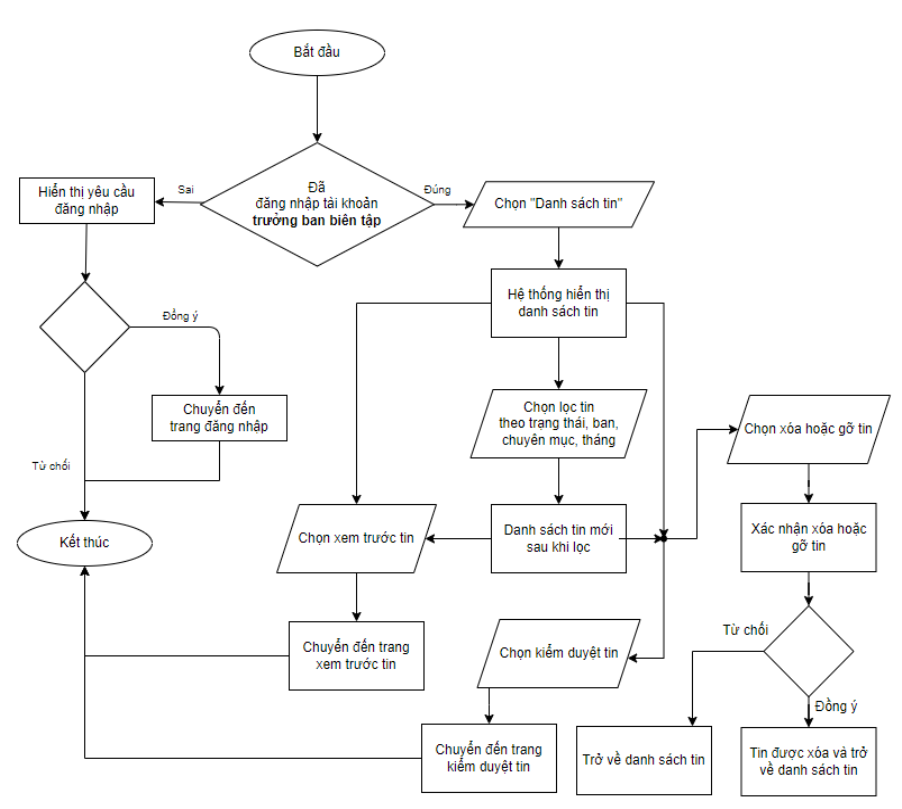 Bắt đầu
Đã
đăng nhập tài khoản
trưởng ban biên tập
Sai
Đúng
Hiển thị yêu cầu
đăng nhập
Chọn "Danh sách tin"
Hệ thống hiển thị
danh sách tin
Đồng ý
Chuyển đến
trang đăng nhập
Từ chối
Kết thúc
Chọn lọc tin
theo trạng thái, ban,
chuyên mục, tháng
Chọn xóa hoặc gỡ tin
Chọn xem trước tin
Danh sách tin mới
sau khi lọc
Xác nhận xóa hoặc
gỡ tin
Chuyển đến trang
xem trước tin
Chọn kiểm duyệt tin
Từ chối
Đồng ý
Chuyển đến trang
kiểm duyệt tin
Trở về danh sách tin
Tin được xóa và trở
về danh sách tin